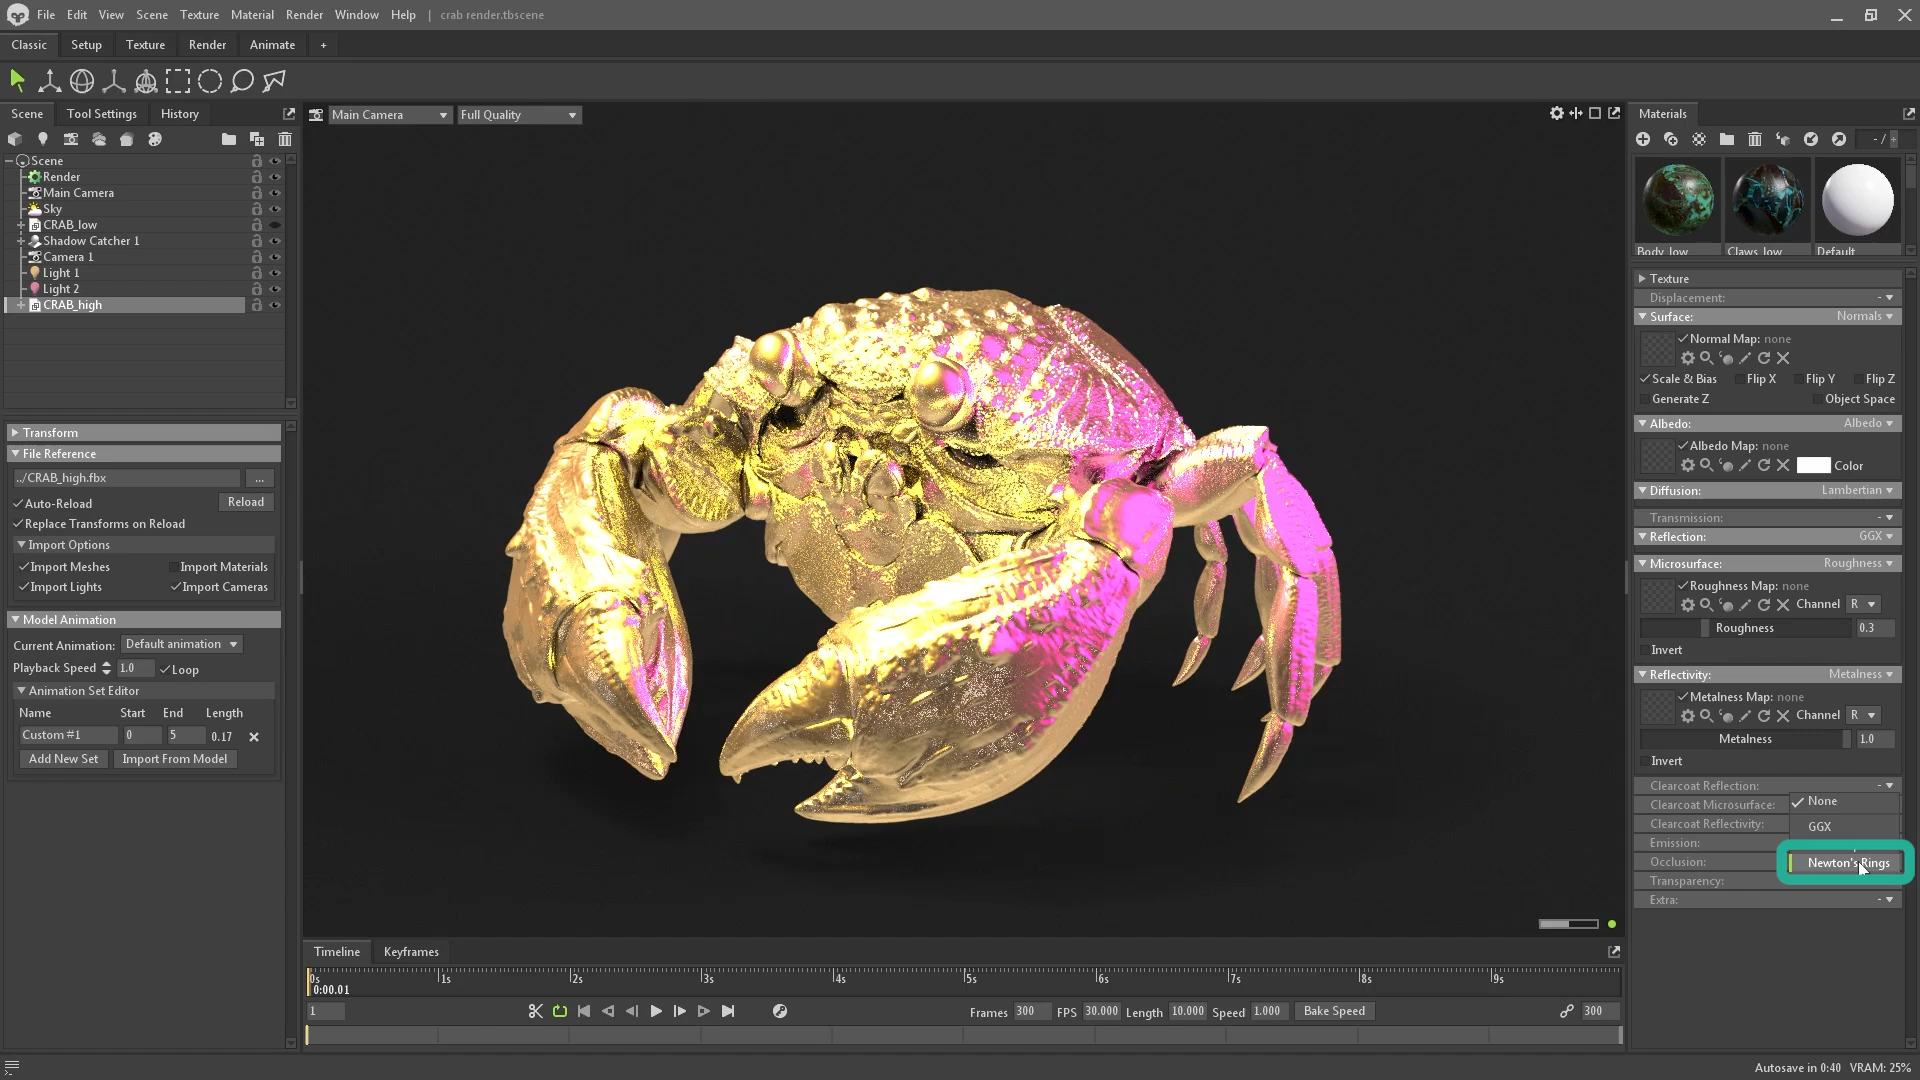 File Edit View Scene Texture Material Render Window Help | crab render.tbscene
Classic Setup Texture Render Animate +
Scene Tool Settings History
Main Camera Full Quality
Materials
- /
Scene
Render
Main Camera
Sky
CRAB_low
Shadow Catcher 1
Camera 1
Light 1
Light 2
CRAB_high
Transform
File Reference
../CRAB_high.fbx ...
Auto-Reload Reload
Replace Transforms on Reload
Import Options
Import Meshes Import Materials
Import Lights Import Cameras
Model Animation
Current Animation: Default animation
Playback Speed 1.0 Loop
Animation Set Editor
Name Start End Length
Custom #1 0 5 0.17
Add New Set Import From Model
Body_low Claws_low Default
Texture
Displacement: -
Surface: Normals
Normal Map: none
Scale & Bias Flip X Flip Y Flip Z
Generate Z Object Space
Albedo: Albedo
Albedo Map: none
Color
Diffusion: Lambertian
Transmission: -
Reflection: GGX
Microsurface: Roughness
Roughness Map: none
Channel R
Roughness 0.3
Invert
Reflectivity: Metalness
Metalness Map: none
Channel R
Metalness 1.0
Invert
Clearcoat Reflection: -
Clearcoat Microsurface:
Clearcoat Reflectivity:
Emission:
Occlusion:
Transparency:
Extra: -
None
GGX
Newton's Rings
Timeline Keyframes
0s 1s 2s 3s 4s 5s 6s 7s 8s 9s
0:00.01
1
Frames 300 FPS 30.000 Length 10.000 Speed 1.000 Bake Speed 300
Autosave in 0:40 VRAM: 25%